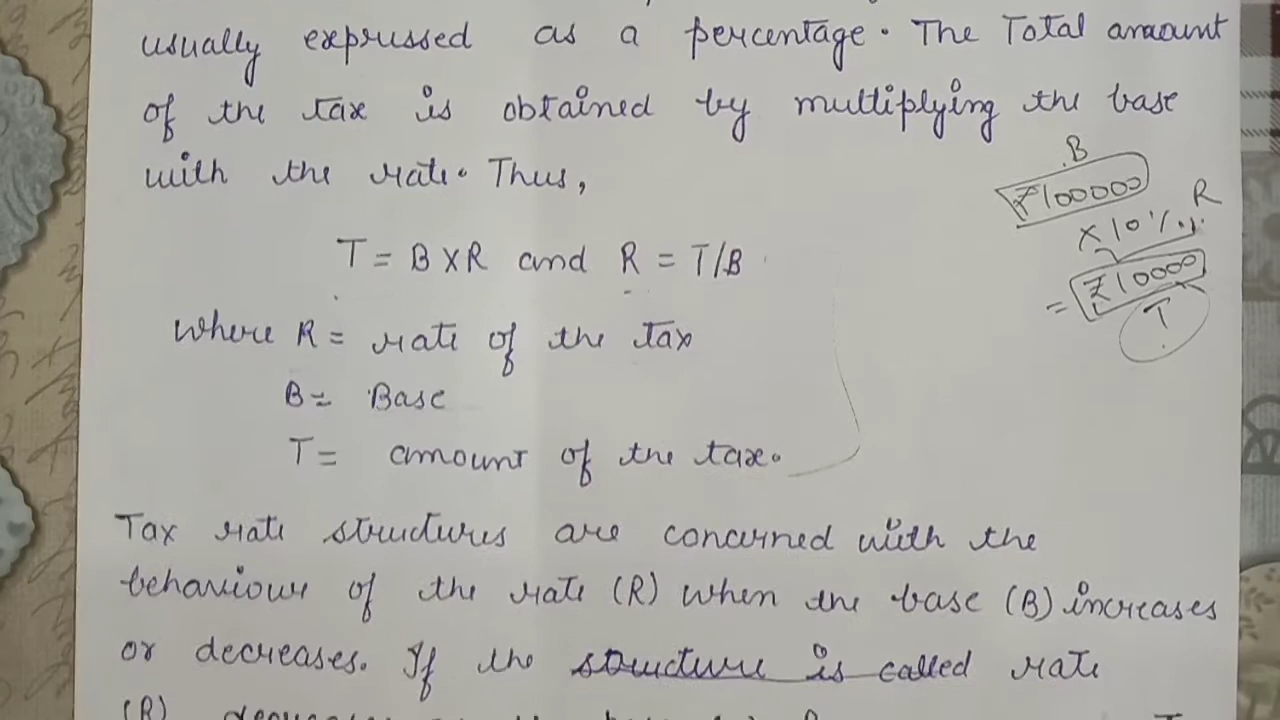 usually expressed as a percentage. The Total amount
of the tax is obtained by multiplying the base
with the rate. Thus,
B
₹100000
R
X 10%
= ₹10000
T
T = B X R and R = T/B
where R = rate of the tax
B = Base
T = amount of the tax.
Tax rate structures are concerned with the
behaviour of the rate (R) when the base (B) increases
or decreases. If the structure is called rate
(R)